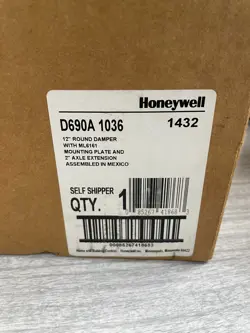 Honeywell
D690A 1036
1432
12" ROUND DAMPER
WITH ML6161
MOUNTING PLATE AND
2" AXLE EXTENSION
ASSEMBLED IN MEXICO
SELF SHIPPER
QTY. 1